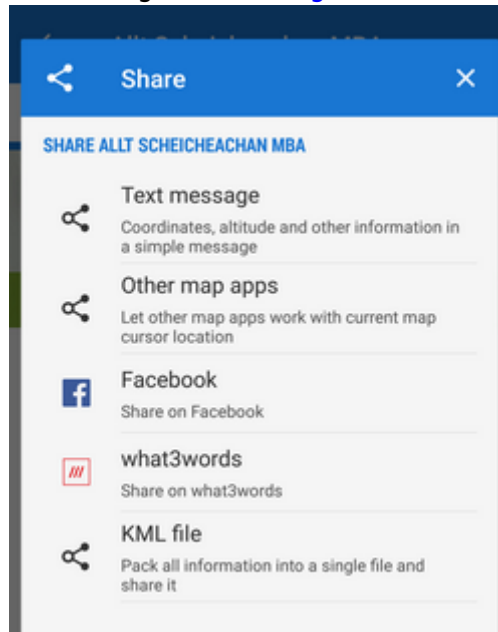 Share
SHARE ALLT SCHEICHEACHAN MBA
Text message
Coordinates, altitude and other information in
a simple message
Other map apps
Let other map apps work with current map
cursor location
Facebook
Share on Facebook
what3words
Share on what3words
KML file
Pack all information into a single file and
share it